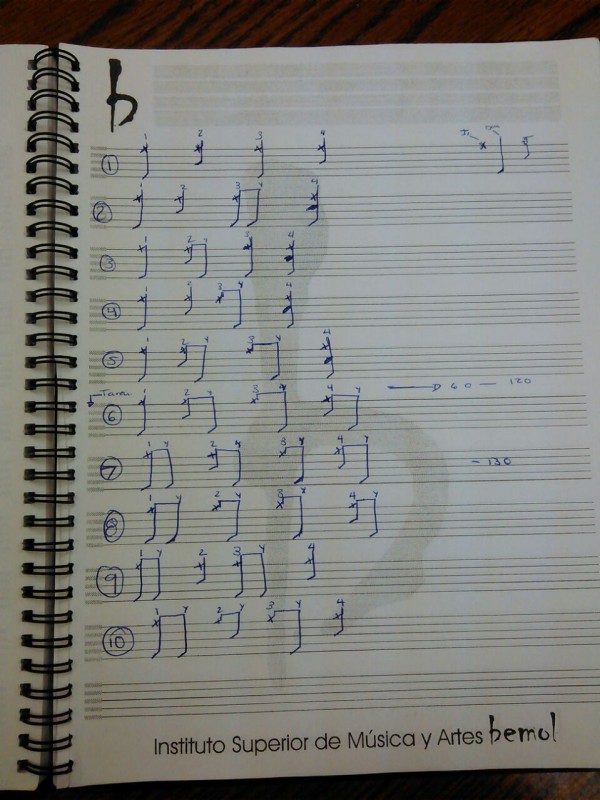 b
① 1 2 3 4
② 1 2 3 y 4
③ 1 2 y 3 4
④ 1 2 3 y 4
⑤ 1 2 y 3 y 4
Tarea
⑥ 1 2 y 3 y 4 y 60 — 120
⑦ 1 y 2 y 3 y 4 y - 130
⑧ 1 y 2 y 3 y 4 y
⑨ 1 y 2 3 y 4
⑩ 1 y 2 y 3 y 4
Instituto Superior de Música y Artes bemol